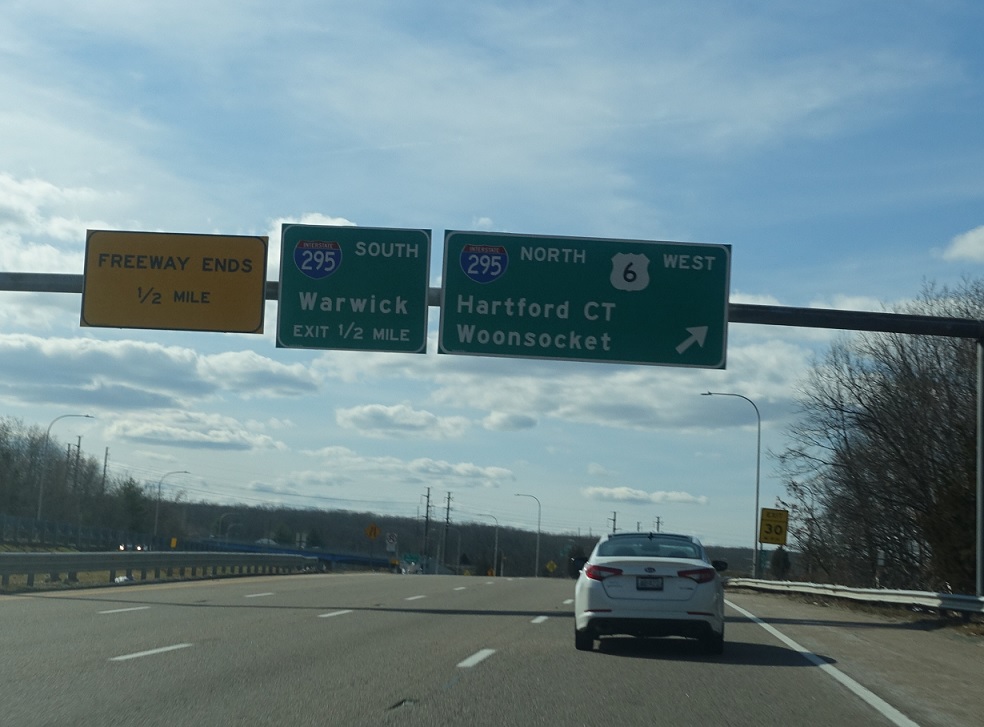 FREEWAY ENDS
1/2 MILE
INTERSTATE
295
SOUTH
Warwick
EXIT 1/2 MILE
INTERSTATE
295
NORTH
6
WEST
Hartford CT
Woonsocket
EXIT
30